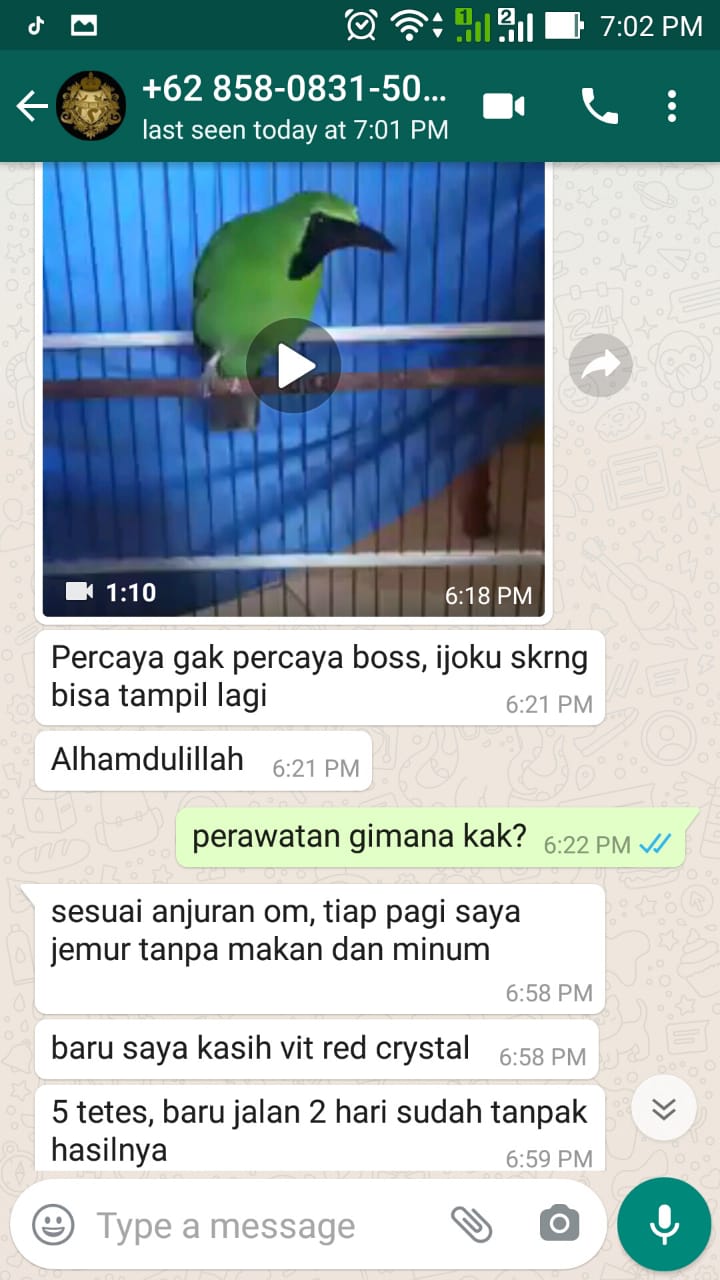 1 2 7:02 PM
+62 858-0831-50...
last seen today at 7:01 PM
1:10 6:18 PM
Percaya gak percaya boss, ijoku skrng
bisa tampil lagi
6:21 PM
Alhamdulillah 6:21 PM
perawatan gimana kak? 6:22 PM
sesuai anjuran om, tiap pagi saya
jemur tanpa makan dan minum
6:58 PM
baru saya kasih vit red crystal 6:58 PM
5 tetes, baru jalan 2 hari sudah tanpak
hasilnya
6:59 PM
Type a message